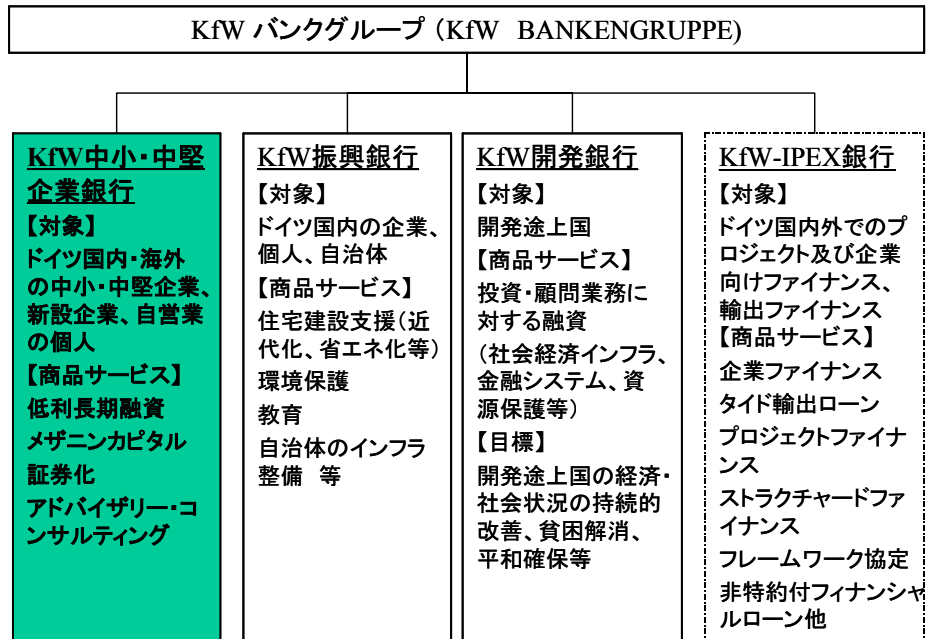 KfW バンクグループ（KfW BANKENGRUPPE)
KfW中小・中堅
企業銀行
【対象】
ドイツ国内・海外
の中小・中堅企業、
新設企業、自営業
の個人
【商品サービス】
低利長期融資
メザニンカピタル
証券化
アドバイザリー・コ
ンサルティング
KfW振興銀行
【対象】
ドイツ国内の企業、
個人、自治体
【商品サービス】
住宅建設支援（近
代化、省エネ化等）
環境保護
教育
自治体のインフラ
整備 等
KfW開発銀行
【対象】
開発途上国
【商品サービス】
投資・顧問業務に
対する融資
（社会経済インフラ、
金融システム、資
源保護等）
【目標】
開発途上国の経済・
社会状況の持続的
改善、貧困解消、
平和確保等
KfW-IPEX銀行
【対象】
ドイツ国内外でのプ
ロジェクト及び企業
向けファイナンス、
輸出ファイナンス
【商品サービス】
企業ファイナンス
タイド輸出ローン
プロジェクトファイナ
ンス
ストラクチャードファ
イナンス
フレームワーク協定
非特約付フィナンシャ
ルローン他